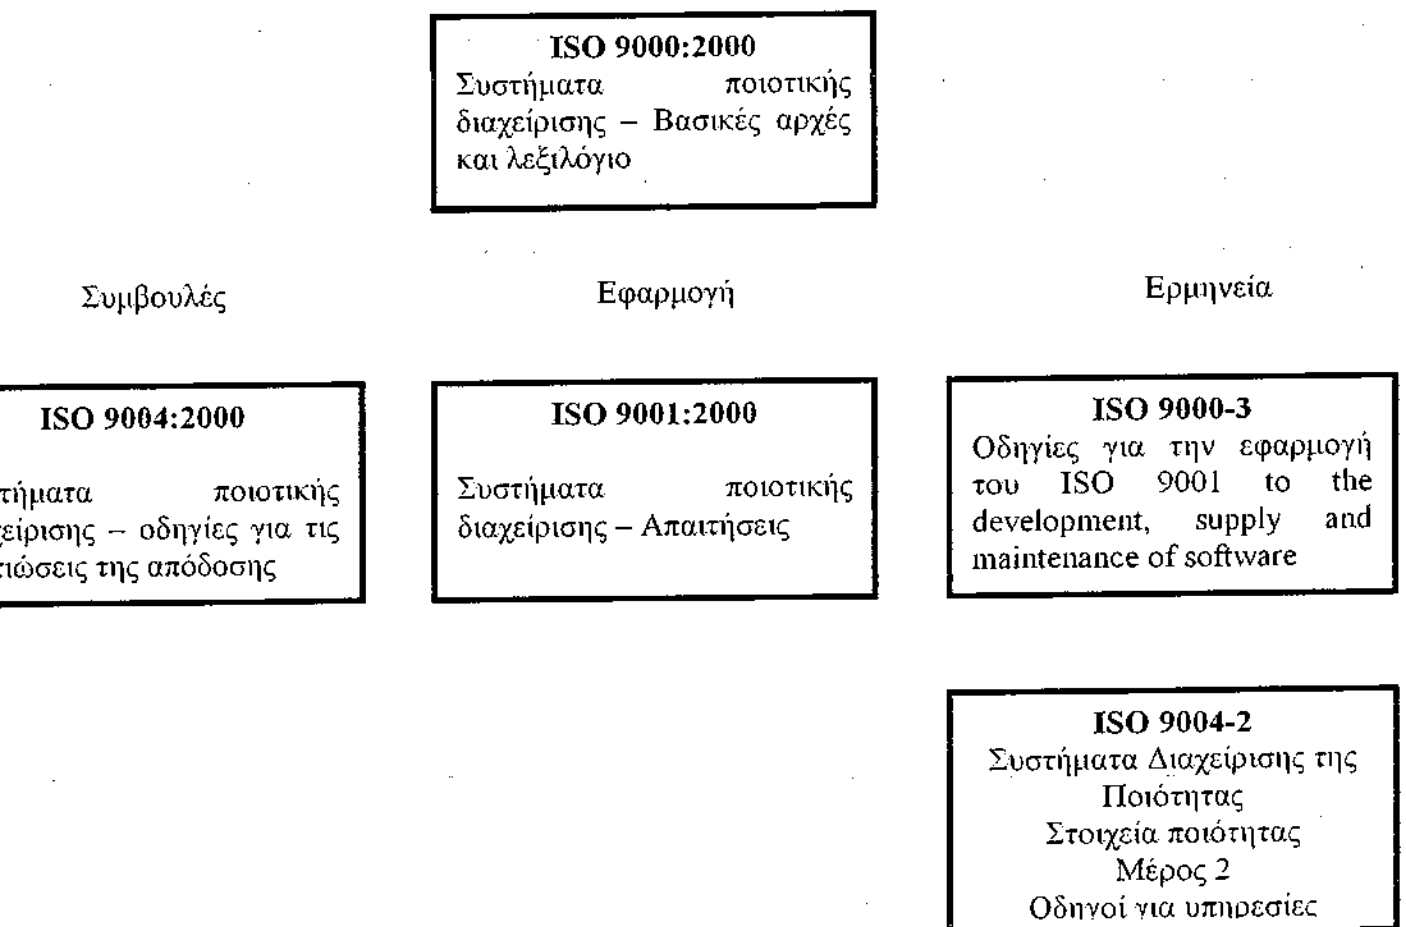 ISO 9000:2000
Συστήματα ποιοτικής
διαχείρισης – Βασικές αρχές
και λεξιλόγιο
Συμβουλές
Εφαρμογή
Ερμηνεία
ISO 9004:2000
ποιοτικής
– οδηγίες για τις
της απόδοσης
ISO 9001:2000
Συστήματα ποιοτικής
διαχείρισης – Απαιτήσεις
ISO 9000-3
Οδηγίες για την εφαρμογή
του ISO 9001 to the
development, supply and
maintenance of software
ISO 9004-2
Συστήματα Διαχείρισης της
Ποιότητας
Στοιχεία ποιότητας
Μέρος 2
Οδηγοί για υπηρεσίες